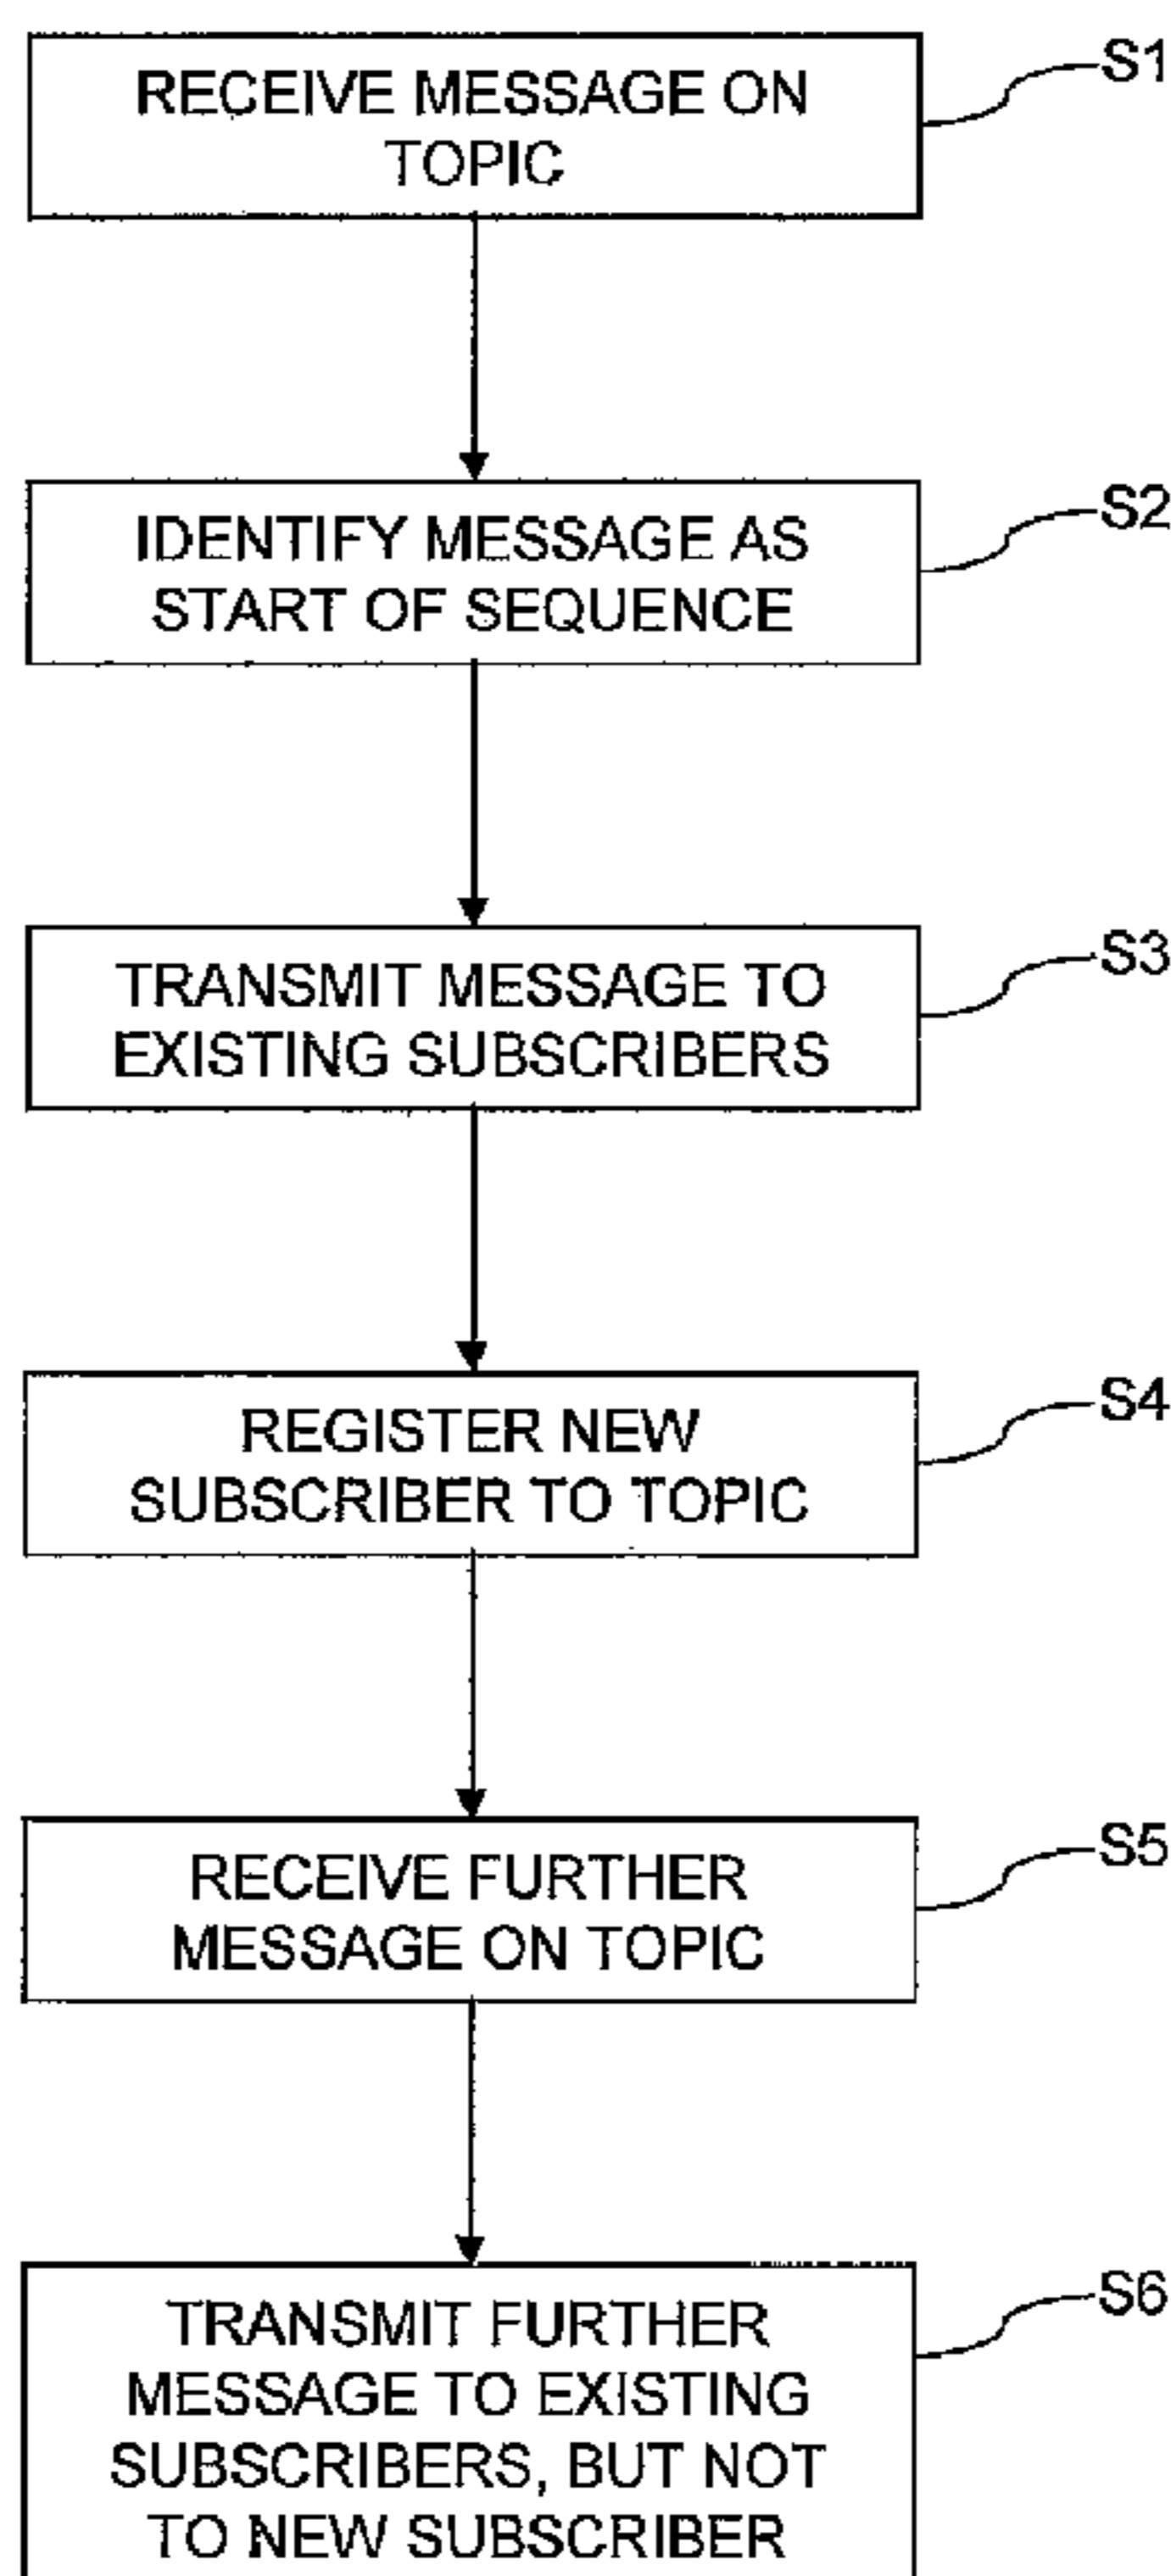 RECEIVE MESSAGE ON
TOPIC
S1
IDENTIFY MESSAGE AS
START OF SEQUENCE
S2
TRANSMIT MESSAGE TO
EXISTING SUBSCRIBERS
S3
REGISTER NEW
SUBSCRIBER TO TOPIC
S4
RECEIVE FURTHER
MESSAGE ON TOPIC
S5
TRANSMIT FURTHER
MESSAGE TO EXISTING
SUBSCRIBERS, BUT NOT
TO NEW SUBSCRIBER
S6